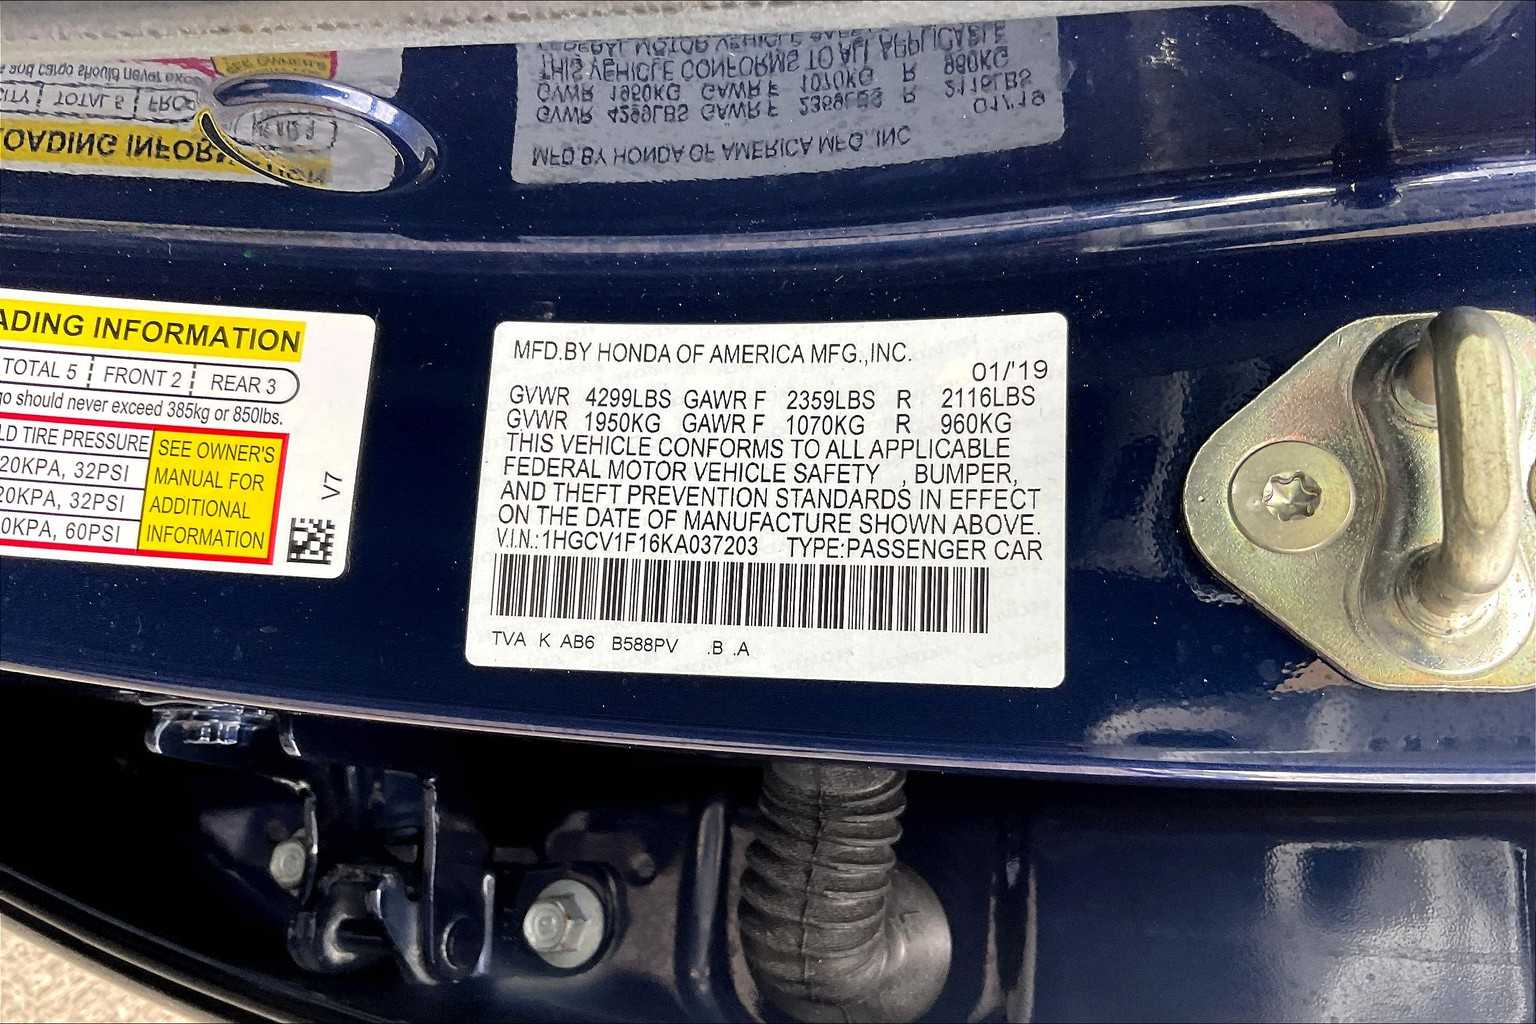 ADING INFORMATION
TOTAL 5 FRONT 2 REAR 3
go should never exceed 385kg or 850lbs.
LD TIRE PRESSURE
20KPA, 32PSI
20KPA, 32PSI
0KPA, 60PSI
SEE OWNER'S
MANUAL FOR
ADDITIONAL
INFORMATION
V7
MFD.BY HONDA OF AMERICA MFG.,INC.
01/'19
GVWR 4299LBS GAWR F 2359LBS R 2116LBS
GVWR 1950KG GAWR F 1070KG R 960KG
THIS VEHICLE CONFORMS TO ALL APPLICABLE
FEDERAL MOTOR VEHICLE SAFETY , BUMPER,
AND THEFT PREVENTION STANDARDS IN EFFECT
ON THE DATE OF MANUFACTURE SHOWN ABOVE.
V.I.N.:1HGCV1F16KA037203 TYPE:PASSENGER CAR
TVA K AB6 B588PV .B .A